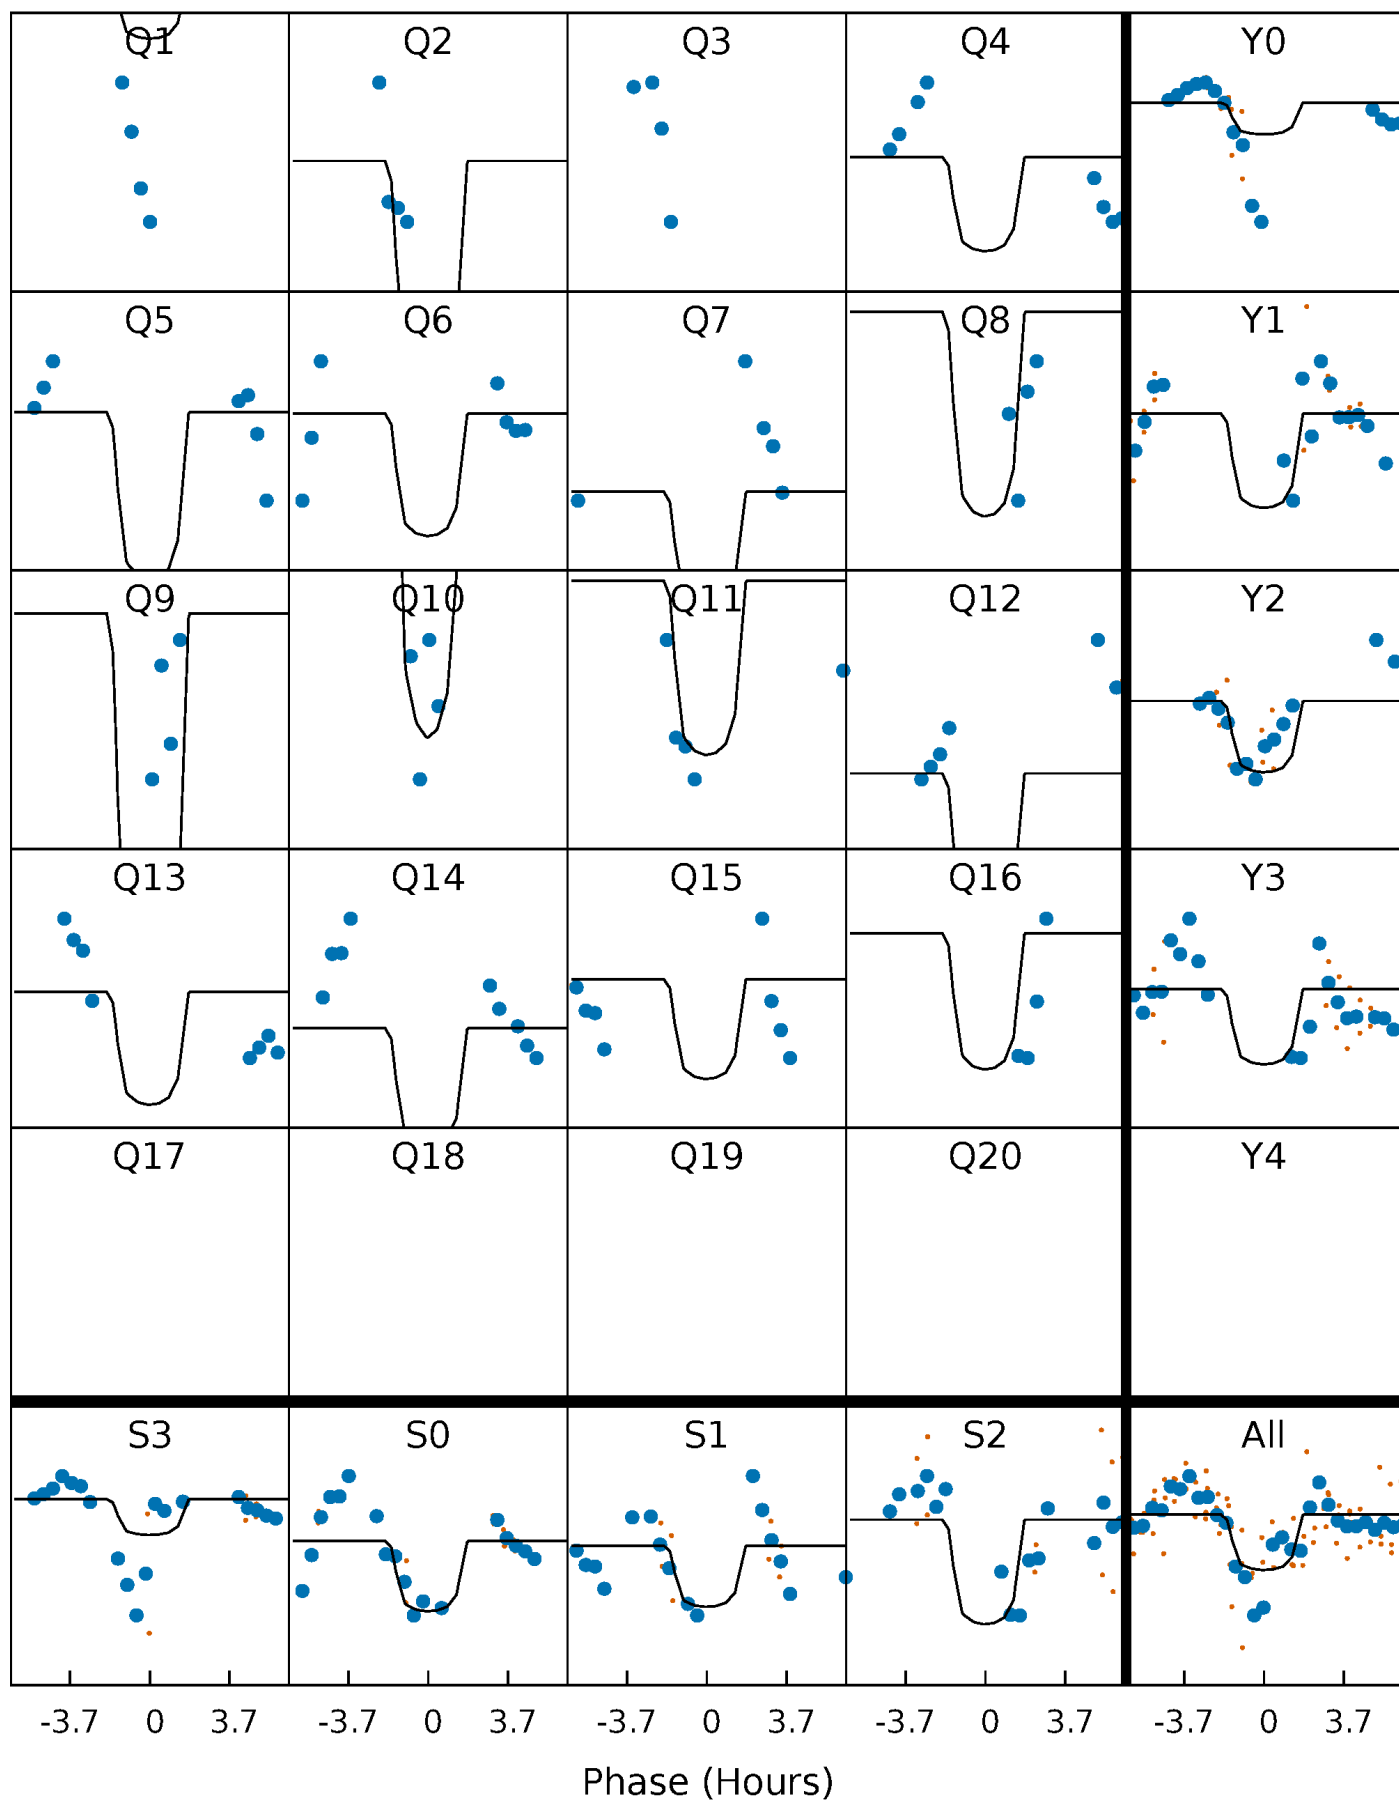 Q1 Q2 Q3 Q4 Y0
Q5 Q6 Q7 Q8 Y1
Q9 Q10 Q11 Q12 Y2
Q13 Q14 Q15 Q16 Y3
Q17 Q18 Q19 Q20 Y4
S3 S0 S1 S2 All
-3.7 0 3.7 -3.7 0 3.7 -3.7 0 3.7 -3.7 0 3.7 -3.7 0 3.7
Phase (Hours)